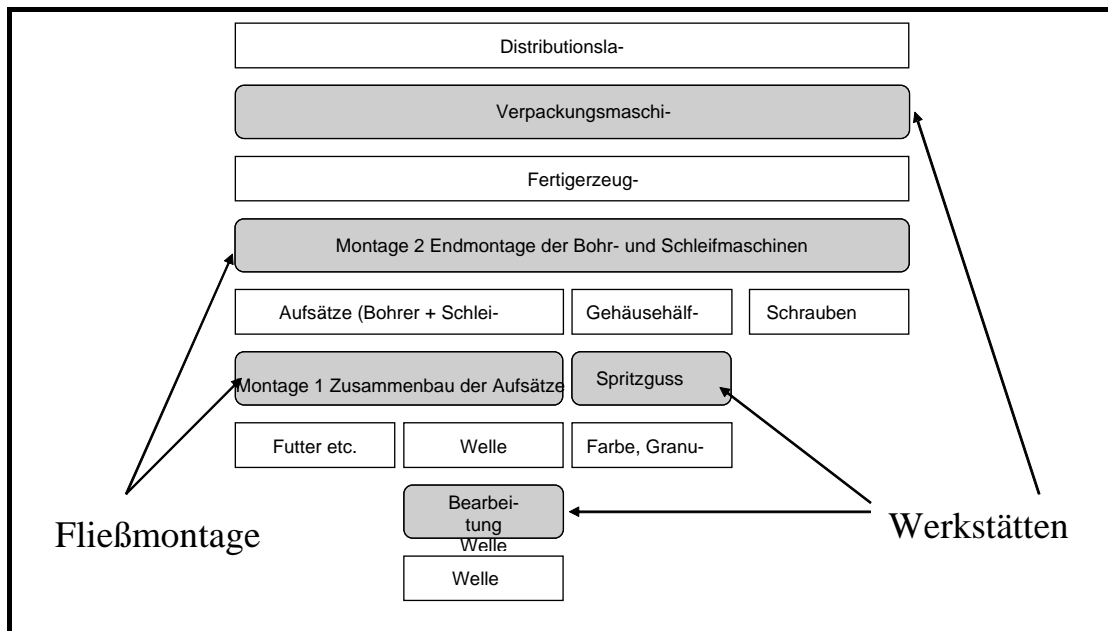 Distributionsla-
Verpackungsmaschi-
Fertigerzeug-
Montage 2 Endmontage der Bohr- und Schleifmaschinen
Aufsätze (Bohrer + Schlei-
Gehäusehälf-
Schrauben
Montage 1 Zusammenbau der Aufsätze
Spritzguss
Futter etc.
Welle
Farbe, Granu-
Bearbei-
tung
Welle
Welle
Fließmontage
Werkstätten